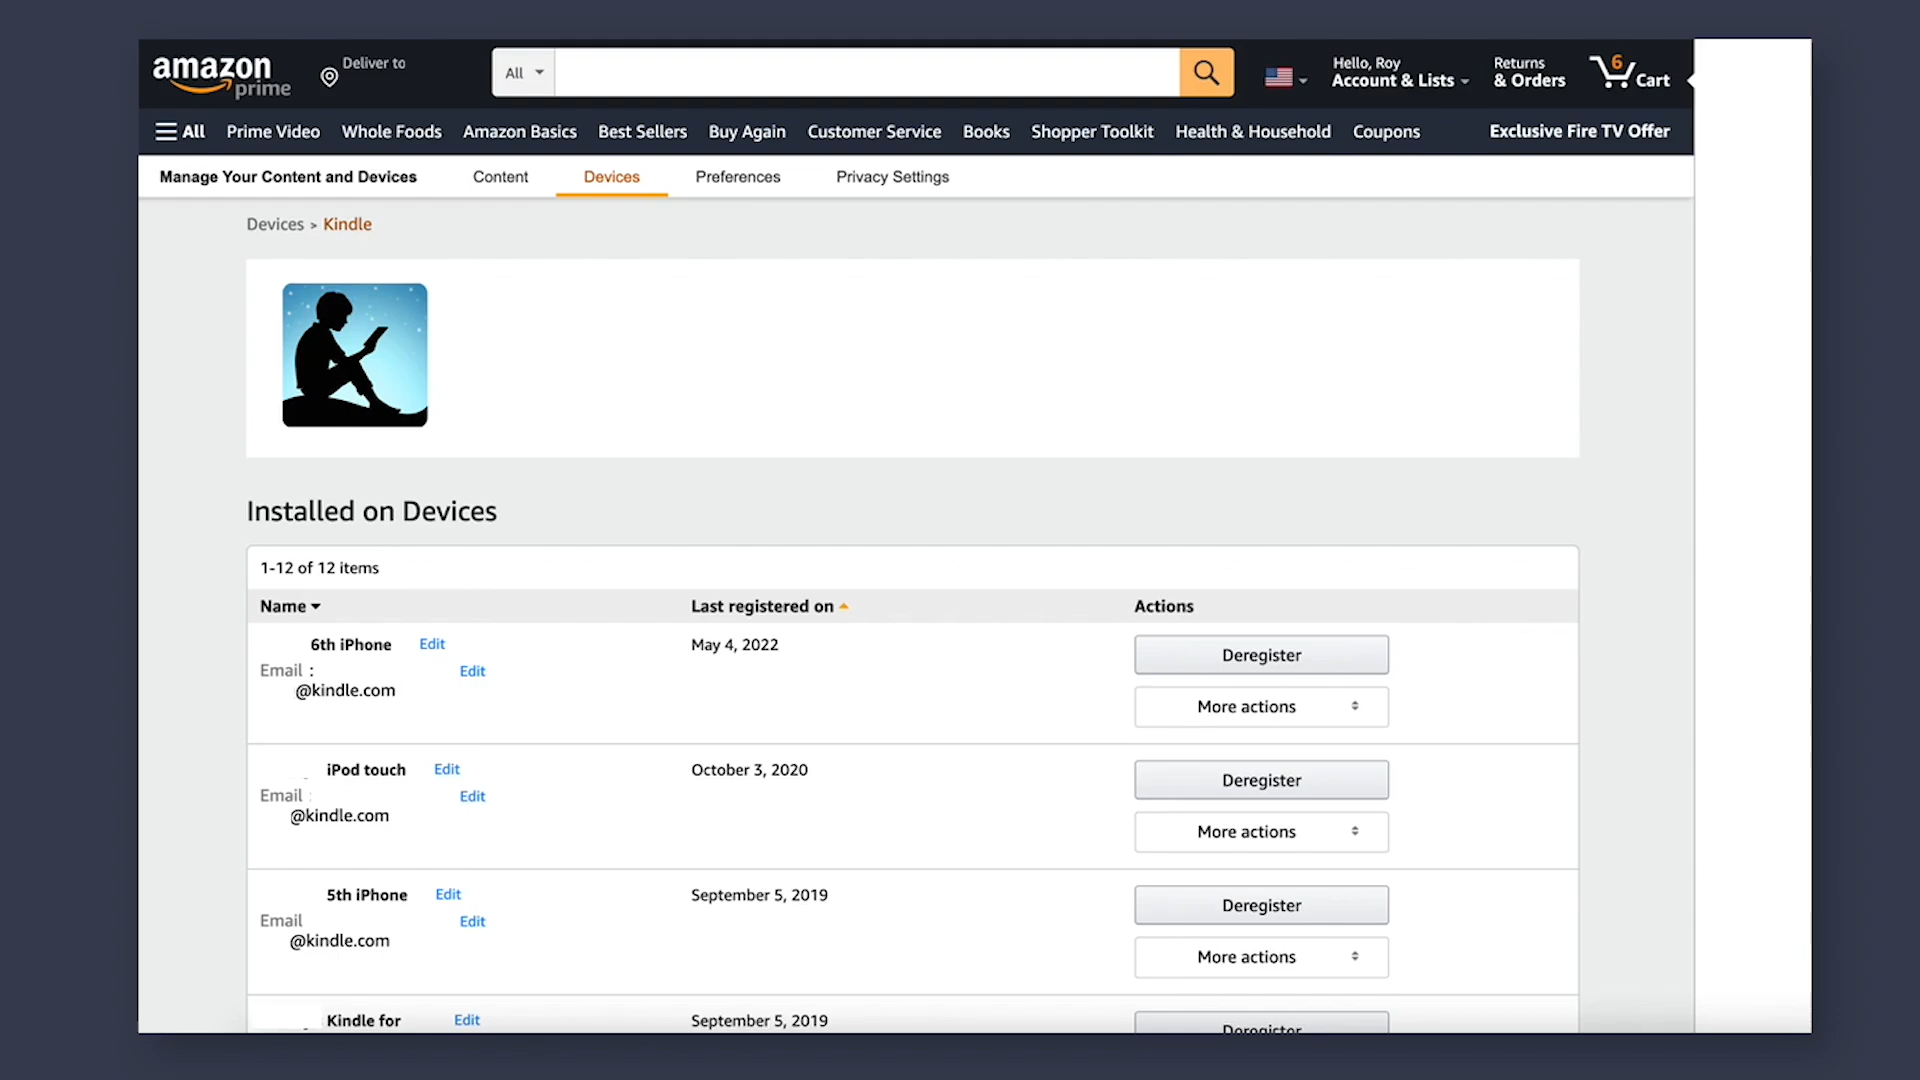 amazon prime
Deliver to
All
Hello, Roy
Account & Lists
Returns
& Orders
6
Cart
All Prime Video Whole Foods Amazon Basics Best Sellers Buy Again Customer Service Books Shopper Toolkit Health & Household Coupons Exclusive Fire TV Offer
Manage Your Content and Devices Content Devices Preferences Privacy Settings
Devices > Kindle
Installed on Devices
1-12 of 12 items
Name Last registered on Actions
6th iPhone Edit May 4, 2022 Deregister
Email : Edit
@kindle.com
More actions
iPod touch Edit October 3, 2020 Deregister
Email : Edit
@kindle.com
More actions
5th iPhone Edit September 5, 2019 Deregister
Email Edit
@kindle.com
More actions
Kindle for Edit September 5, 2019 Deregister